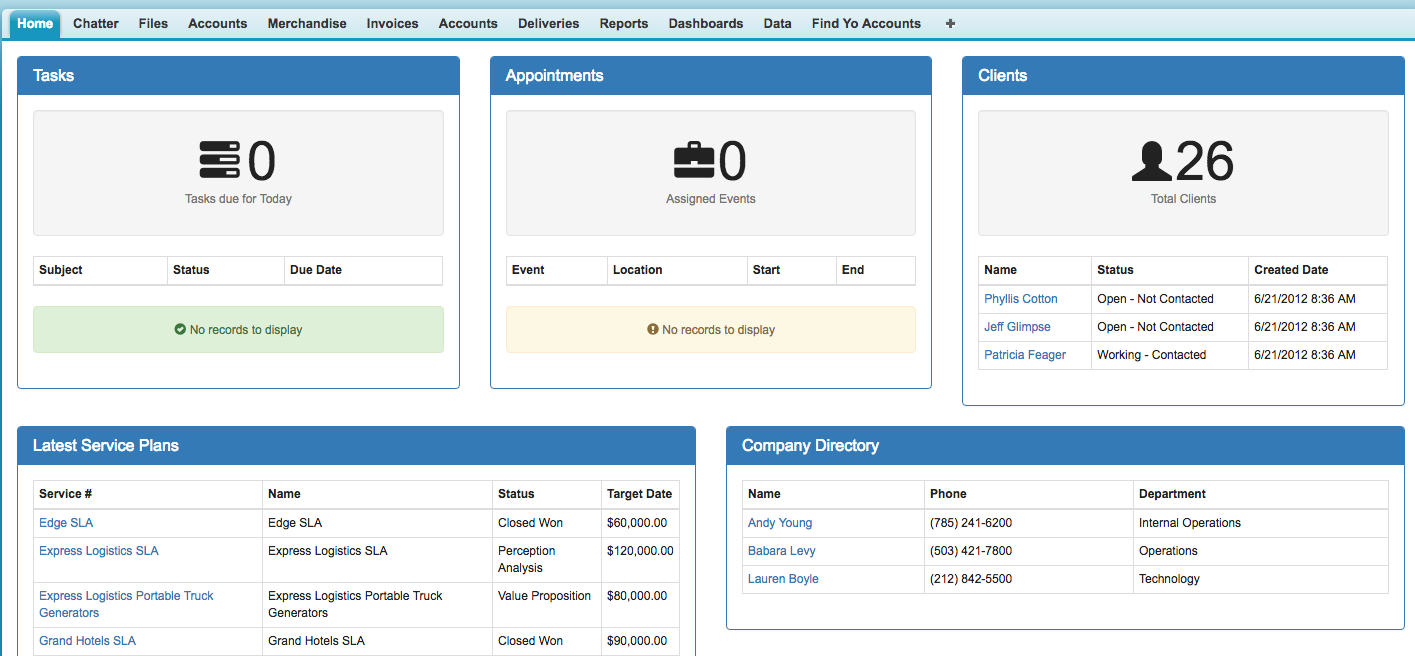 Home Chatter Files Accounts Merchandise Invoices Accounts Deliveries Reports Dashboards Data Find Yo Accounts +
Tasks
0
Tasks due for Today
Subject Status Due Date
No records to display
Appointments
0
Assigned Events
Event Location Start End
No records to display
Clients
26
Total Clients
Name Status Created Date
Phyllis Cotton Open - Not Contacted 6/21/2012 8:36 AM
Jeff Glimpse Open - Not Contacted 6/21/2012 8:36 AM
Patricia Feager Working - Contacted 6/21/2012 8:36 AM
Latest Service Plans
Service # Name Status Target Date
Edge SLA Edge SLA Closed Won $60,000.00
Express Logistics SLA Express Logistics SLA Perception $120,000.00
Analysis
Express Logistics Portable Truck Express Logistics Portable Truck Value Proposition $80,000.00
Generators Generators
Grand Hotels SLA Grand Hotels SLA Closed Won $90,000.00
Company Directory
Name Phone Department
Andy Young (785) 241-6200 Internal Operations
Babara Levy (503) 421-7800 Operations
Lauren Boyle (212) 842-5500 Technology